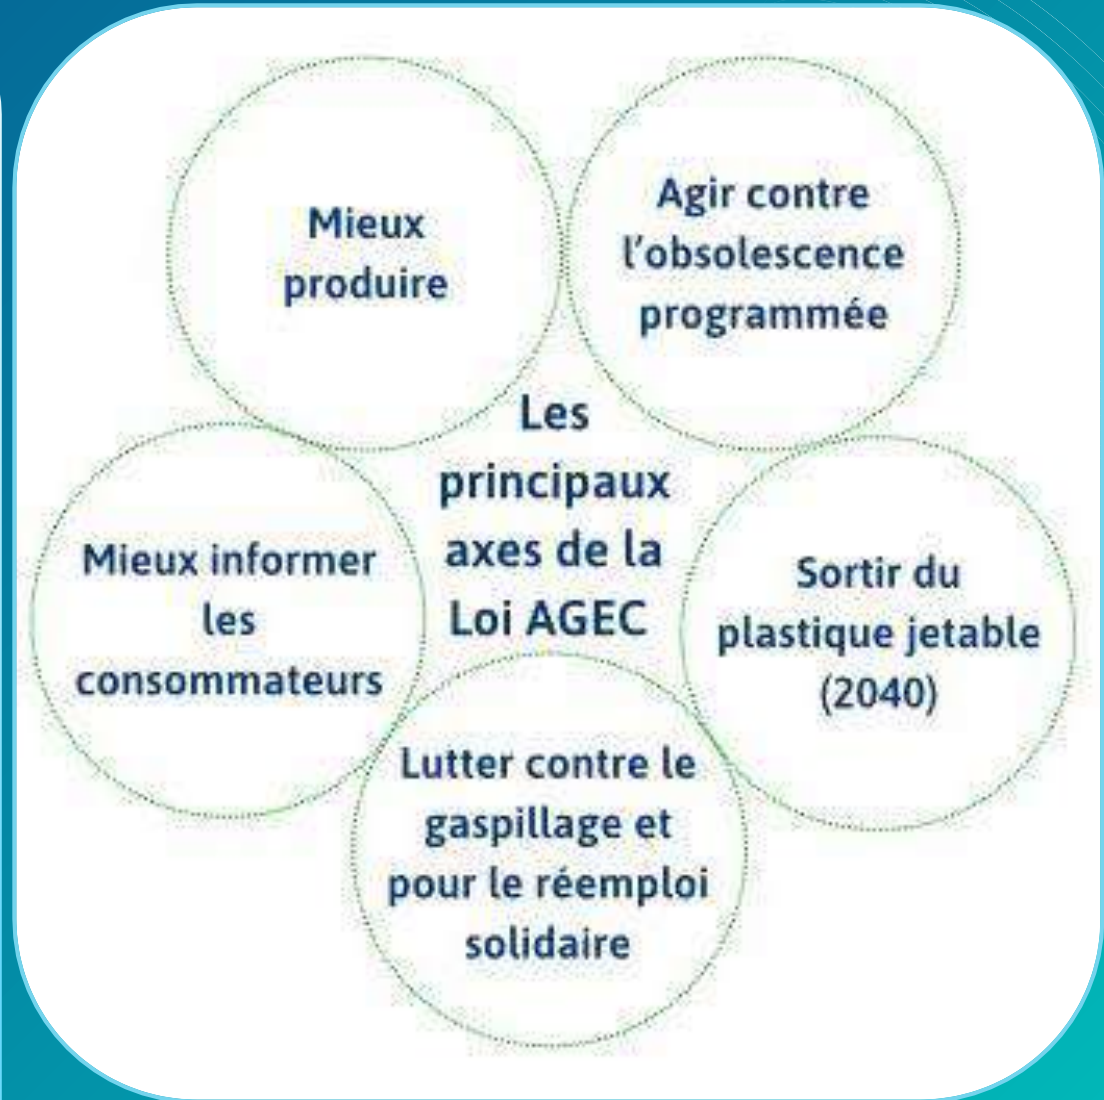 Mieux
produire
Agir contre
l'obsolescence
programmée
Les
principaux
axes de la
Loi AGEC
Mieux informer
les
consommateurs
Sortir du
plastique jetable
(2040)
Lutter contre le
gaspillage et
pour le réemploi
solidaire